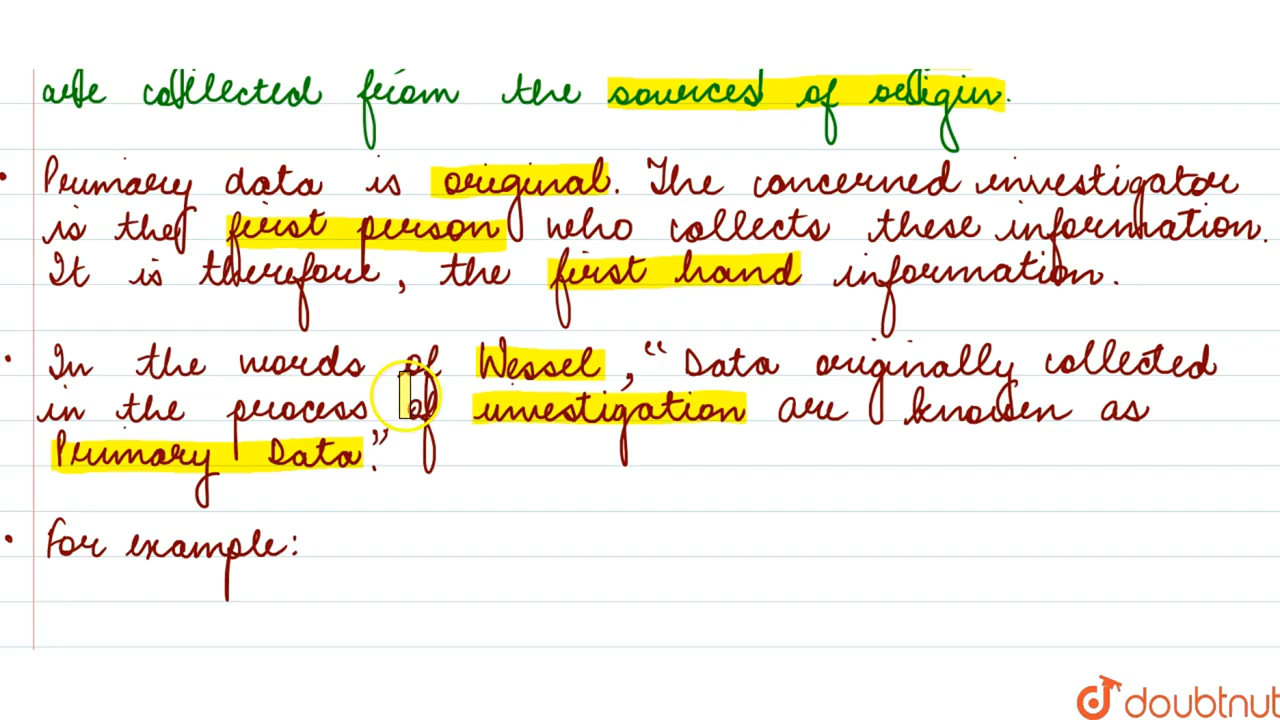 are collected from the sources of origin.
• Primary data is original. The concerned investigator
is the first person who collects these information.
It is therefore, the first hand information.
• In the words of Wessel, “Data originally collected
in the process of investigation are known as
Primary Data.”
• For example:
doubtnut